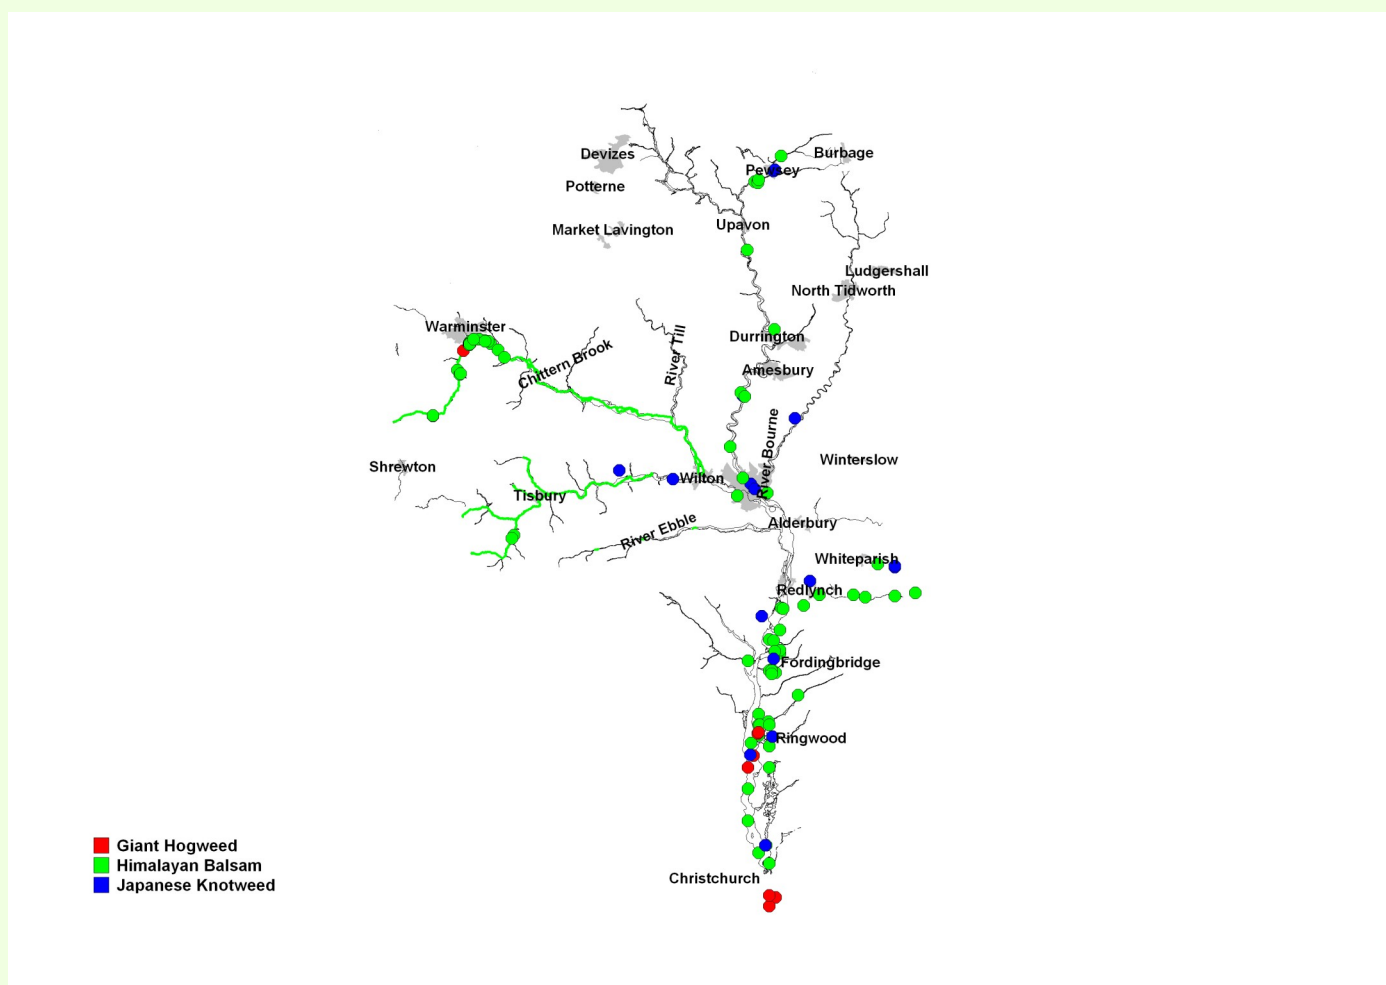 Devizes
Burbage
Pewsey
Potterne
Upavon
Market Lavington
Ludgershall
North Tidworth
Warminster
Durrington
River Till
Chittern Brook
Amesbury
River Bourne
Winterslow
Shrewton
Wilton
Tisbury
Alderbury
River Ebble
Whiteparish
Redlynch
Fordingbridge
Ringwood
Christchurch
Giant Hogweed
Himalayan Balsam
Japanese Knotweed